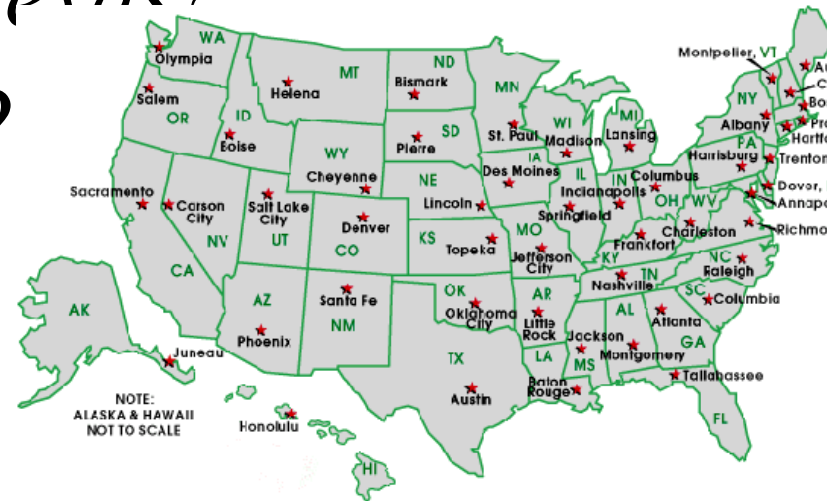 WA
Olympia
Montpelier, VT
MT
ND
Helena
Bismark
MN
Salem
OR
ID
Boise
SD
Pierre
St. Paul
WI
Madison
MI
Lansing
NY
Albany
PA
Harrisburg
Trenton
WY
Cheyenne
IA
Des Moines
NE
Lincoln
IL
Springfield
Indianapolis
IN
Columbus
OH
WV
Charleston
Dover,
Sacramento
Carson
City
NV
Salt Lake
City
UT
Denver
CO
KS
Topeka
MO
Jefferson
City
Frankfort
KY
CA
AZ
Phoenix
Santa Fe
NM
OK
Oklahoma
City
AR
Little
Rock
Nashville
TN
NC
Raleigh
SC
Columbia
AK
Juneau
TX
Austin
LA
Baton
Rouge
Jackson
MS
AL
Montgomery
Atlanta
GA
Tallahassee
FL
NOTE:
ALASKA & HAWAII
NOT TO SCALE
Honolulu
HI